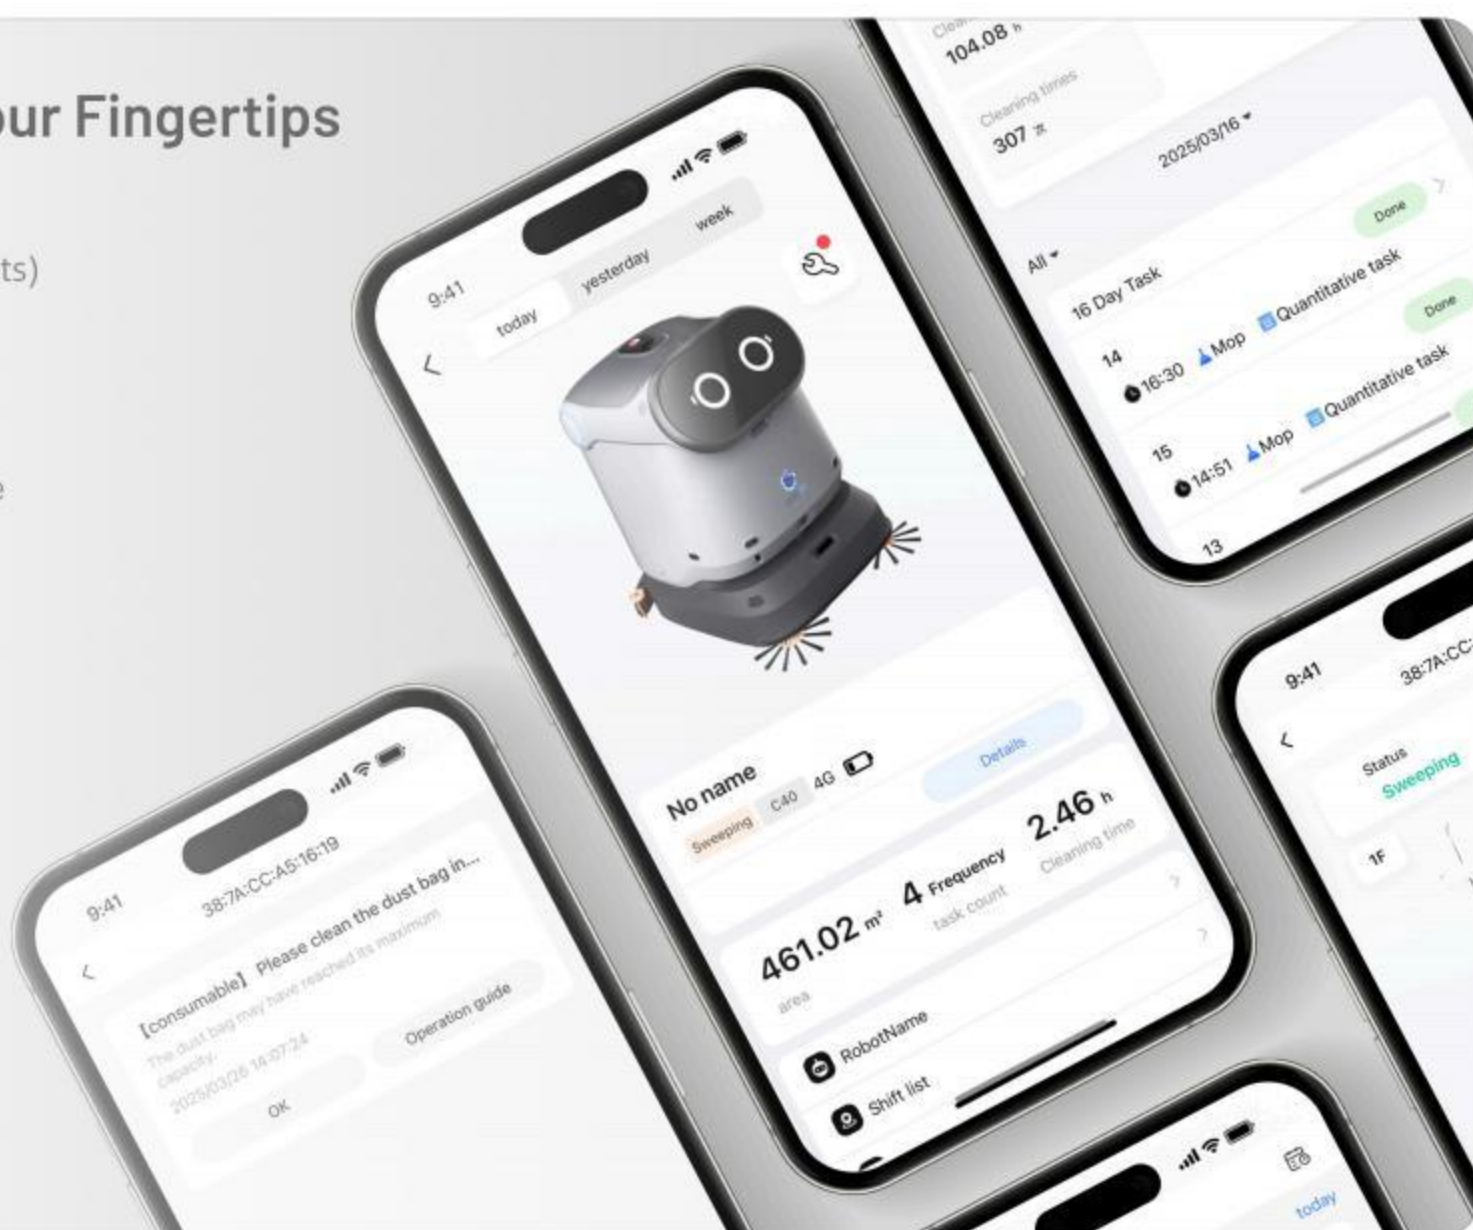 our Fingertips
ts)
e
9:41
today
yesterday
week
No name
Sweeping
C40
4G
Details
461.02 m²
area
4 Frequency
task count
2.46 h
Cleaning time
RobotName
Shift list
104.08 h
Cleaning times
307 次
2025/03/16
All
16 Day Task
Done
14
16:30 Mop Quantitative task
Done
15
14:51 Mop Quantitative task
13
9:41
38:7A:CC:A5:16:19
【consumable】 Please clean the dust bag in...
The dust bag may have reached its maximum
capacity.
2025/03/26 14:07:24
OK
Operation guide
9:41
38:7A:CC:
Status
Sweeping
1F
today